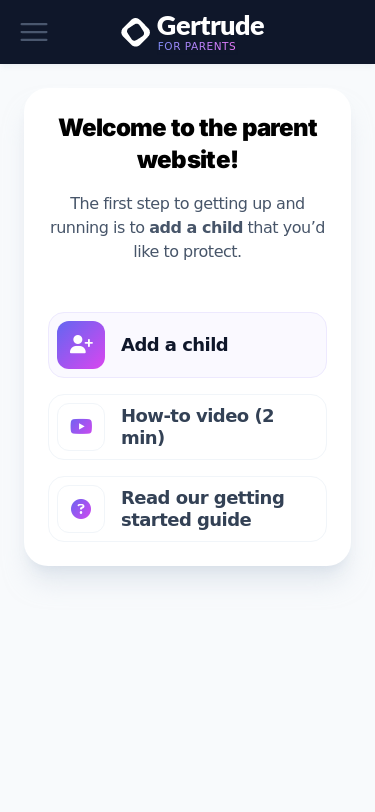 Gertrude
FOR PARENTS
Welcome to the parent
website!
The first step to getting up and
running is to add a child that you’d
like to protect.
Add a child
How-to video (2
min)
Read our getting
started guide